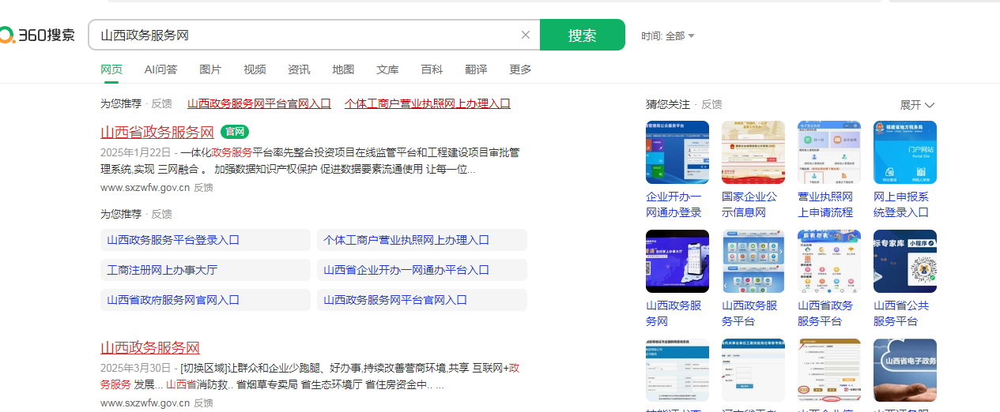 360搜索
山西政务服务网
搜索
时间: 全部
网页 AI问答 图片 视频 资讯 地图 文库 百科 翻译 更多
为您推荐 · 反馈 山西政务服务网平台官网入口 个体工商户营业执照网上办理入口
山西省政务服务网 官网
2025年1月22日 - 一体化政务服务平台率先整合投资项目在线监管平台和工程建设项目审批管
理系统,实现 三网融合 。 加强数据知识产权保护 促进数据要素流通使用 让每一位...
www.sxzwfw.gov.cn 反馈
为您推荐 · 反馈
山西政务服务平台登录入口 个体工商户营业执照网上办理入口
工商注册网上办事大厅 山西省企业开办一网通办平台入口
山西省政府服务网官网入口 山西政务服务网平台官网入口
山西政务服务网
2025年3月30日 - [切换区域]让群众和企业少跑腿、好办事,持续改善营商环境,共享 互联网+政
务服务 发展... 山西省消防救.. 省烟草专卖局 省生态环境厅 省住房资金中.. ...
www.sxzwfw.gov.cn 反馈
猜您关注 · 反馈 展开
福建省地方税务局
门户网站
Portal Site
企业开办一
网通办登录
国家企业公
示信息网
营业执照网
上申请流程
网上申报系
统登录入口
标专家库 小程序
山西政务服
务网
山西政务服
务平台
山西省政务
服务平台
山西省公共
服务平台
山西省电子政务